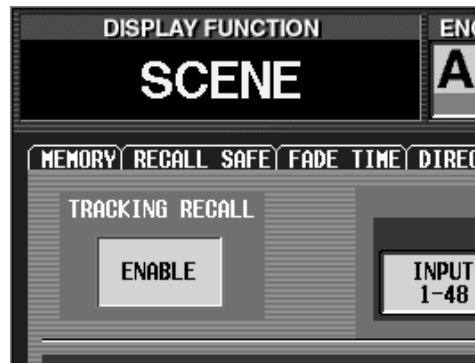 DISPLAY FUNCTION
SCENE
A
MEMORY RECALL SAFE FADE TIME
TRACKING RECALL
ENABLE
INPUT
1-48